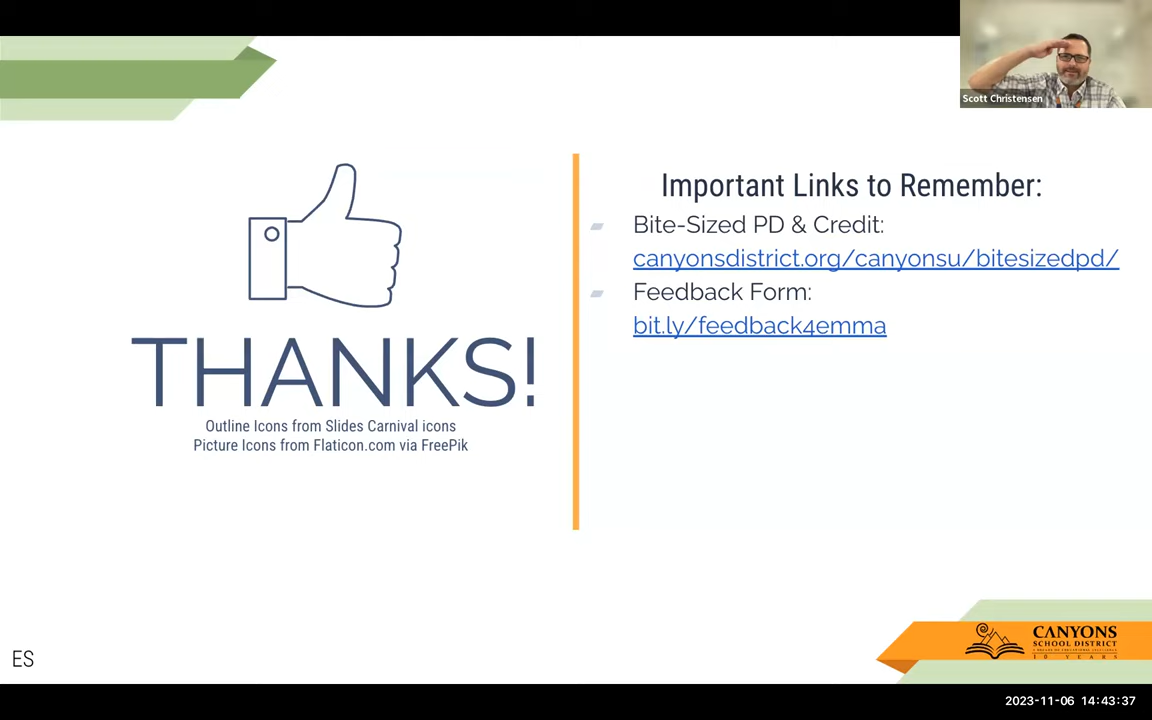 Scott Christensen
THANKS!
Outline Icons from Slides Carnival icons
Picture Icons from Flaticon.com via FreePik
Important Links to Remember:
Bite-Sized PD & Credit:
canyonsdistrict.org/canyonsu/bitesizedpd/
Feedback Form:
bit.ly/feedback4emma
ES
CANYONS
SCHOOL DISTRICT
10 YEARS
2023-11-06 14:43:37